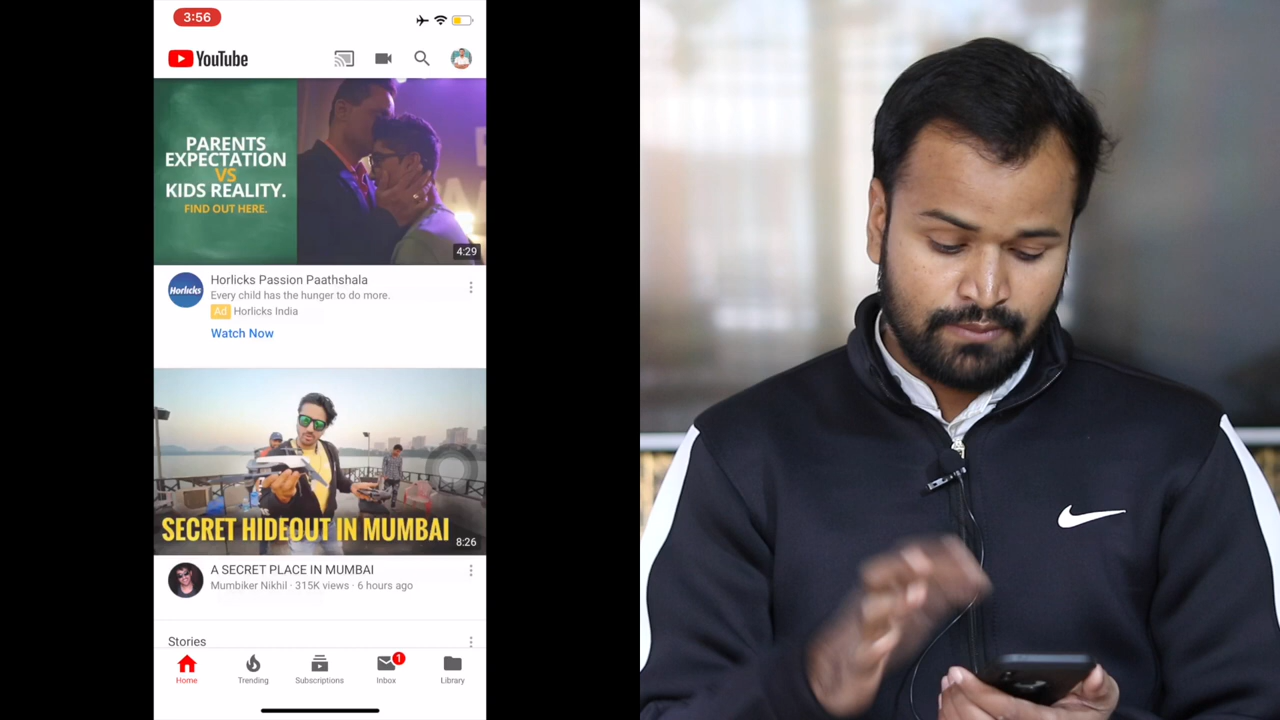 3:56
YouTube
PARENTS
EXPECTATION
VS
KIDS REALITY.
FIND OUT HERE.
4:29
Horlicks
Horlicks Passion Paathshala
Every child has the hunger to do more.
Ad Horlicks India
Watch Now
SECRET HIDEOUT IN MUMBAI
8:26
A SECRET PLACE IN MUMBAI
Mumbiker Nikhil · 315K views · 6 hours ago
Stories
1
Home Trending Subscriptions Inbox Library